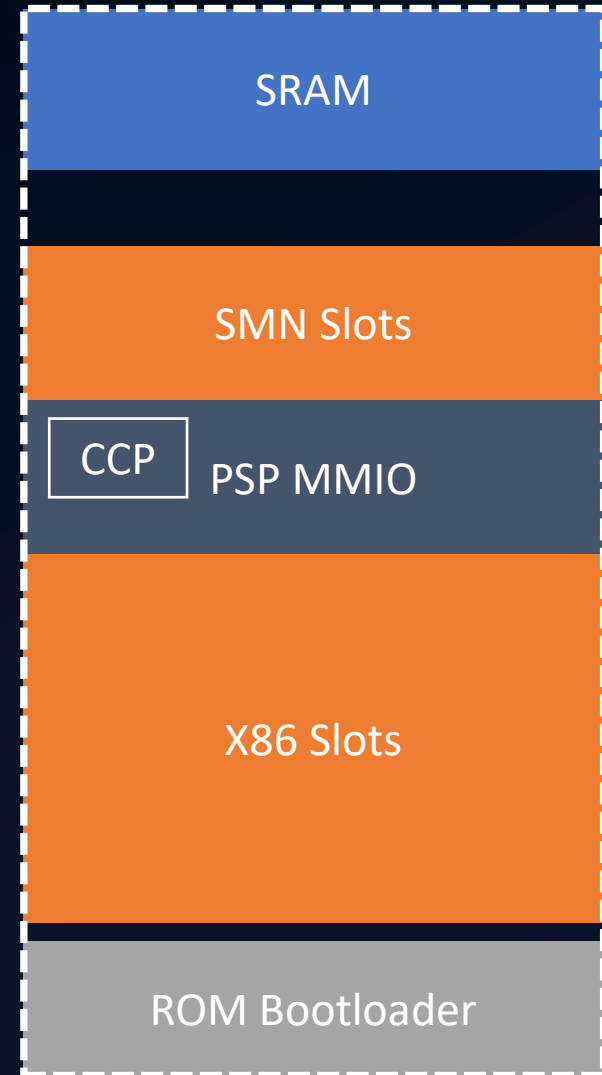 SRAM
SMN Slots
CCP
PSP MMIO
X86 Slots
ROM Bootloader